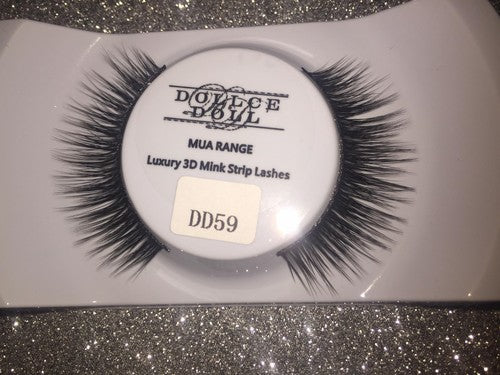 DOLLCE
DOLL
MUA RANGE
Luxury 3D Mink Strip Lashes
DD59